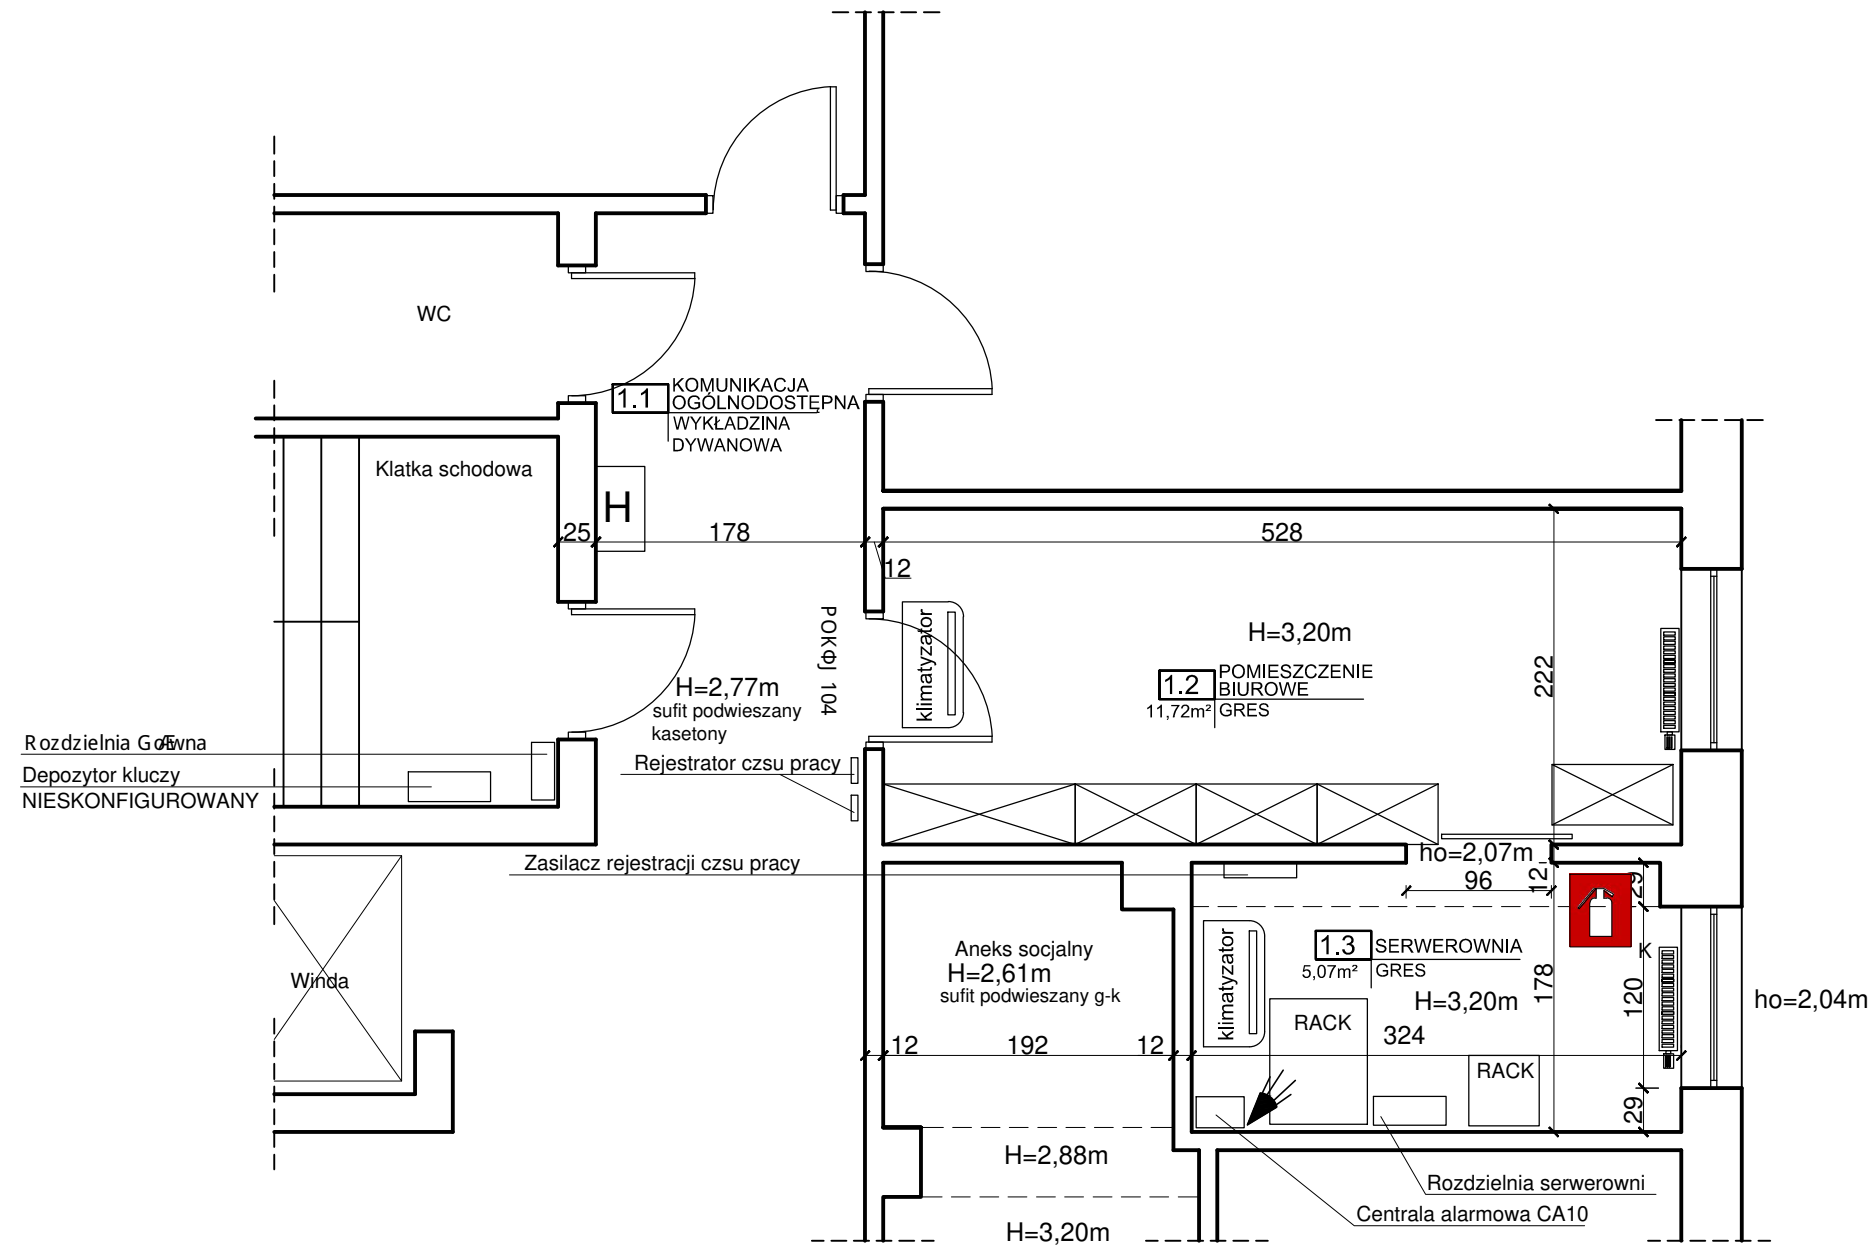 WC
1.1
KOMUNIKACJA
OGÓLNODOSTĘPNA
WYKŁADZINA
DYWANOWA
Klatka schodowa
H
25
178
12
528
klimatyzator
POKФJ 104
H=3,20m
222
1.2
POMIESZCZENIE
BIUROWE
11,72m²
GRES
H=2,77m
sufit podwieszany
kasetony
Depozytor kluczy
NIESKONFIGUROWANY
Rejestrator czsu pracy
Zasilacz rejestracji czsu pracy
ho=2,07m
96
12
29
Winda
Aneks socjalny
H=2,61m
sufit podwieszany g-k
klimatyzator
1.3
SERWEROWNIA
5,07m²
GRES
K
H=3,20m
178
120
ho=2,04m
RACK
324
12
192
12
RACK
29
H=2,88m
Rozdzielnia serwerowni
Centrala alarmowa CA10
H=3,20m
Rozdzielnia